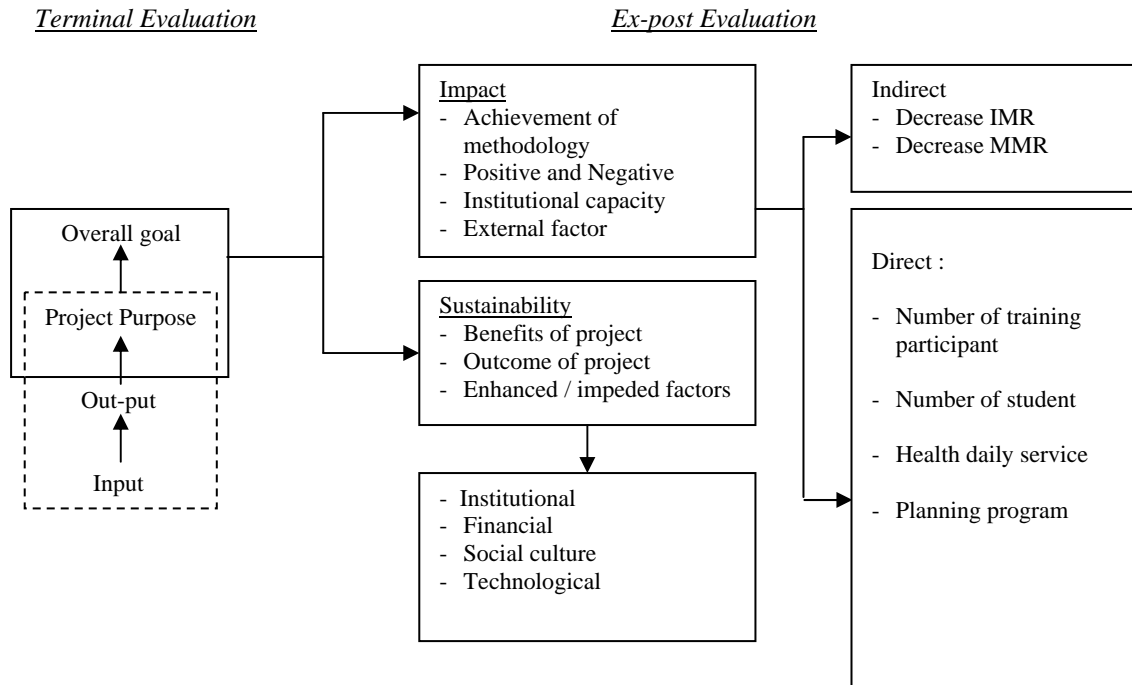 Terminal Evaluation
Ex-post Evaluation
Overall goal
Project Purpose
Out-put
Input
Impact
- Achievement of
methodology
- Positive and Negative
- Institutional capacity
- External factor
Sustainability
- Benefits of project
- Outcome of project
- Enhanced / impeded factors
- Institutional
- Financial
- Social culture
- Technological
Indirect
- Decrease IMR
- Decrease MMR
Direct :
- Number of training
participant
- Number of student
- Health daily service
- Planning program